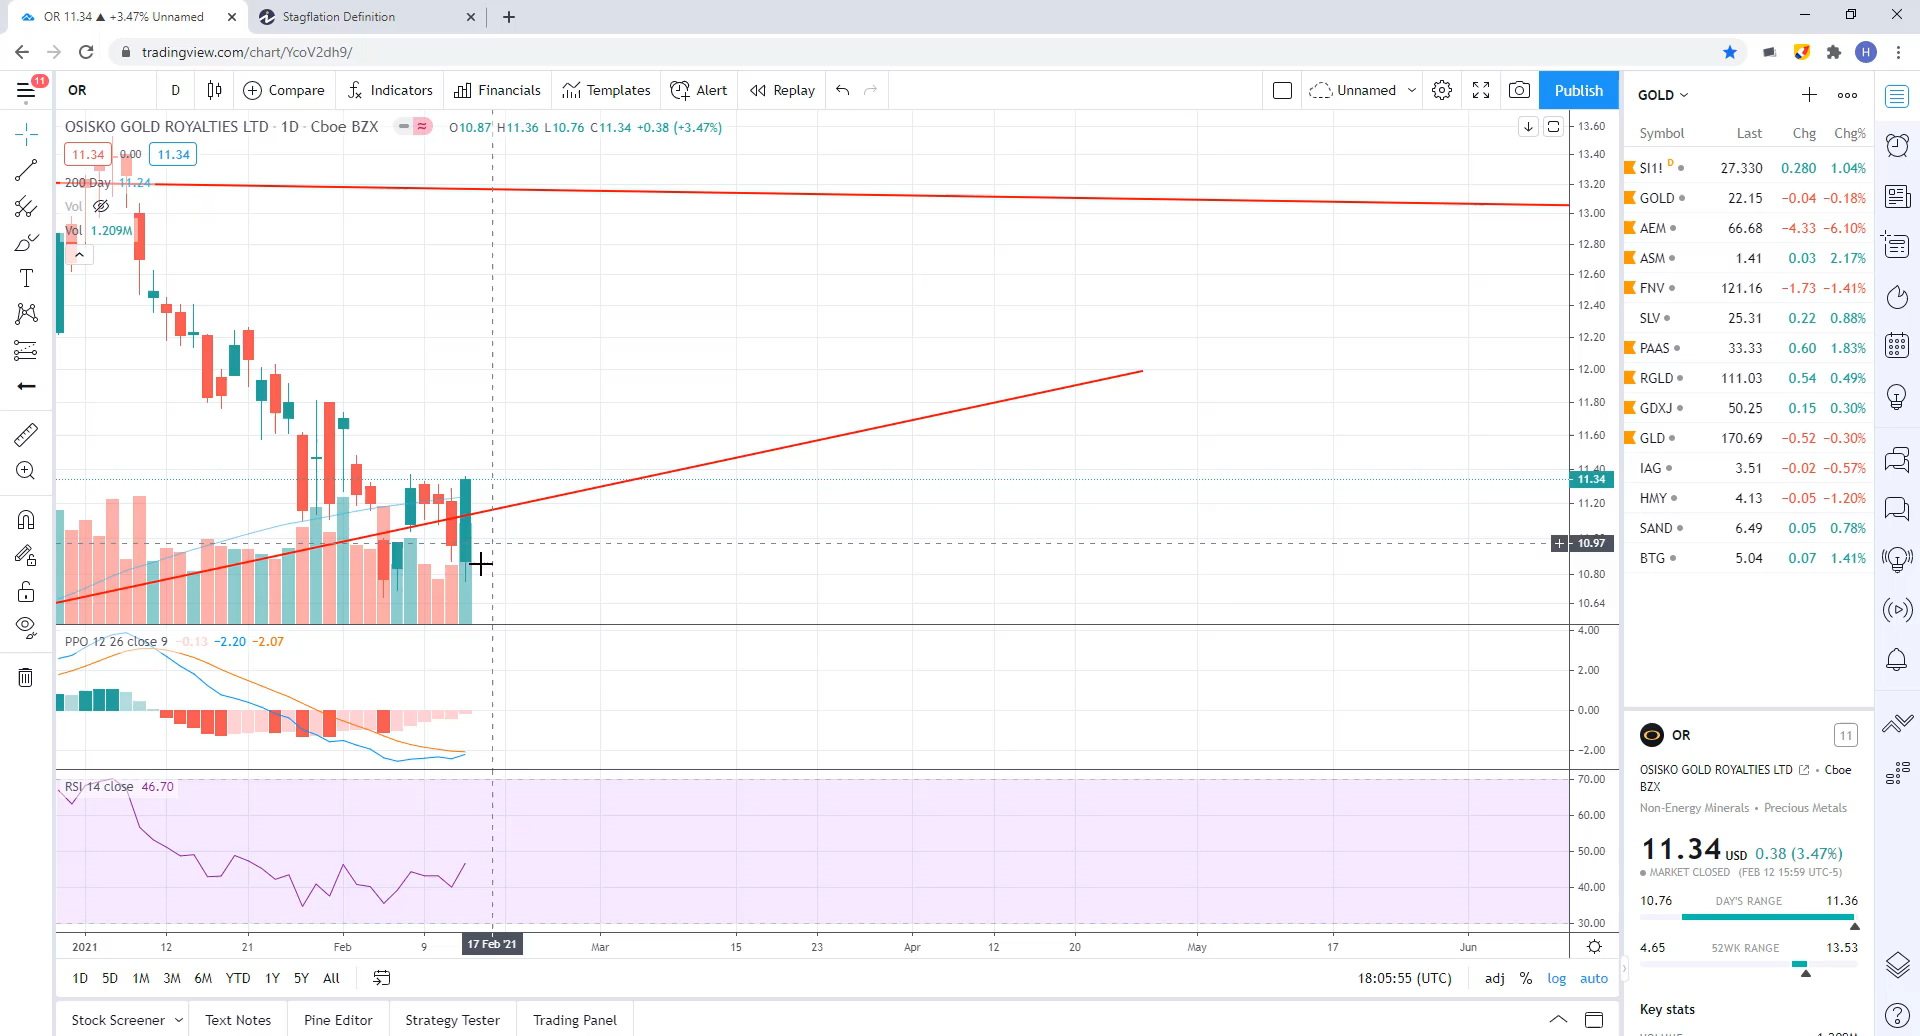 OR 11.34 ▲ +3.47% Unnamed
Stagflation Definition
tradingview.com/chart/YcoV2dh9/
H
11
OR
D
Compare
Indicators
Financials
Templates
Alert
Replay
Unnamed
Publish
OSISKO GOLD ROYALTIES LTD · 1D · Cboe BZX
O10.87 H11.36 L10.76 C11.34 +0.38 (+3.47%)
11.34 0.00 11.34
200 Day 11.24
Vol
Vol 1.209M
13.60
13.40
13.20
13.00
12.80
12.60
12.40
12.20
12.00
11.80
11.60
11.40
11.34
11.20
10.97
10.80
10.64
PPO 12 26 close 9 −0.13 −2.20 −2.07
4.00
2.00
0.00
−2.00
RSI 14 close 46.70
70.00
60.00
50.00
40.00
30.00
2021 12 21 Feb 9 17 Feb '21 Mar 15 23 Apr 12 20 May 17 Jun
1D 5D 1M 3M 6M YTD 1Y 5Y All
18:05:55 (UTC) adj % log auto
Stock Screener Text Notes Pine Editor Strategy Tester Trading Panel
GOLD
Symbol Last Chg Chg%
SI1! D 27.330 0.280 1.04%
GOLD 22.15 −0.04 −0.18%
AEM 66.68 −4.33 −6.10%
ASM 1.41 0.03 2.17%
FNV 121.16 −1.73 −1.41%
SLV 25.31 0.22 0.88%
PAAS 33.33 0.60 1.83%
RGLD 111.03 0.54 0.49%
GDXJ 50.25 0.15 0.30%
GLD 170.69 −0.52 −0.30%
IAG 3.51 −0.02 −0.57%
HMY 4.13 −0.05 −1.20%
SAND 6.49 0.05 0.78%
BTG 5.04 0.07 1.41%
OR 11
OSISKO GOLD ROYALTIES LTD • Cboe
BZX
Non-Energy Minerals • Precious Metals
11.34 USD 0.38 (3.47%)
MARKET CLOSED (FEB 12 15:59 UTC-5)
10.76 DAY'S RANGE 11.36
4.65 52WK RANGE 13.53
Key stats